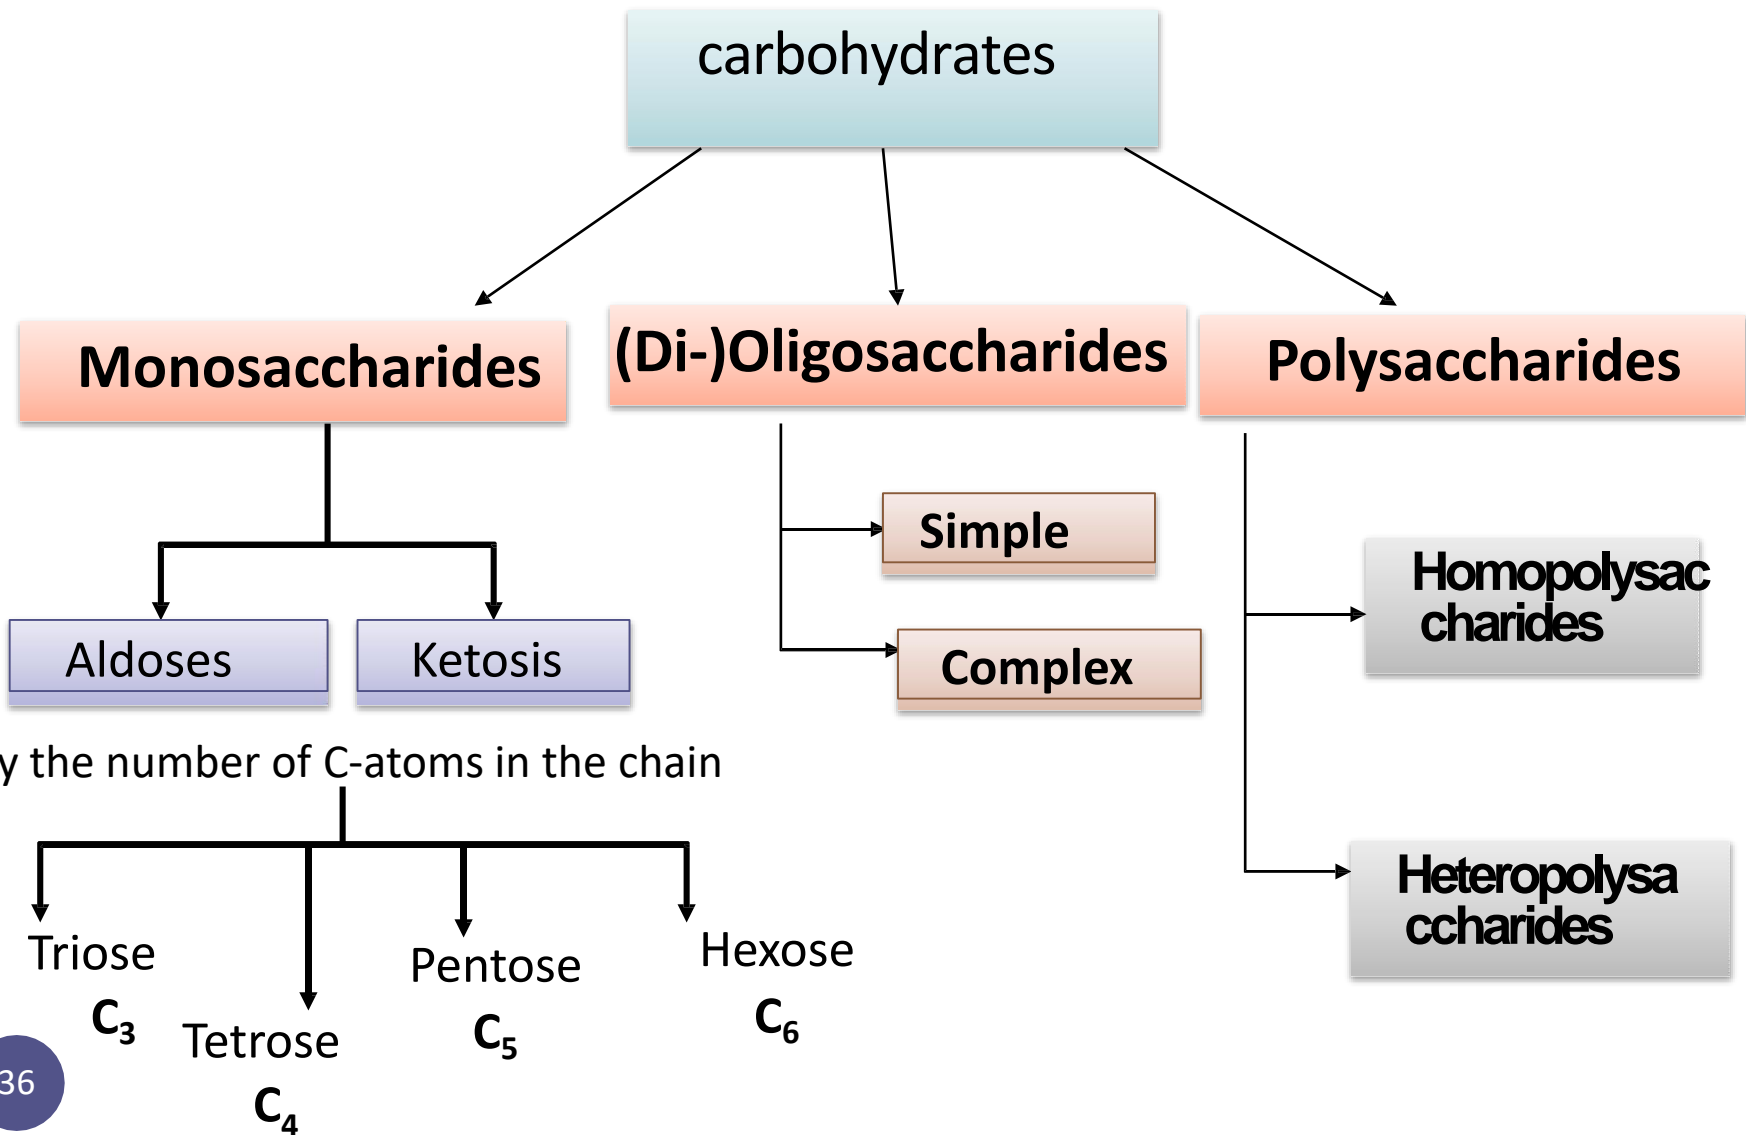 carbohydrates
Monosaccharides
(Di-)Oligosaccharides
Polysaccharides
Simple
Complex
Homopolysac
charides
Heteropolysa
ccharides
Aldoses
Ketosis
y the number of C-atoms in the chain
Triose
C₃
Tetrose
C₄
Pentose
C₅
Hexose
C₆
36